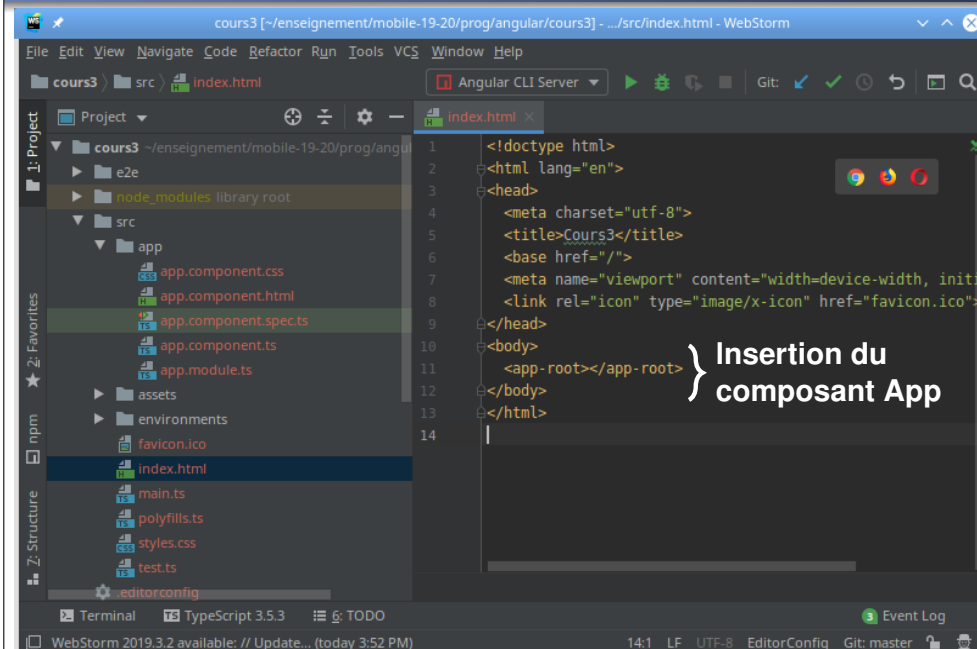 cours3 [~/enseignement/mobile-19-20/prog/angular/cours3] - .../src/index.html - WebStorm
File Edit View Navigate Code Refactor Run Tools VCS Window Help
cours3 src index.html Angular CLI Server Git:
1: Project
2: Favorites
npm
7: Structure
Project
cours3 ~/enseignement/mobile-19-20/prog/angul
e2e
node_modules library root
src
app
app.component.css
app.component.html
app.component.spec.ts
app.component.ts
app.module.ts
assets
environments
favicon.ico
index.html
main.ts
polyfills.ts
styles.css
test.ts
.editorconfig
index.html
1 <!doctype html>
2 <html lang="en">
3 <head>
4 <meta charset="utf-8">
5 <title>Cours3</title>
6 <base href="/">
7 <meta name="viewport" content="width=device-width, initi
8 <link rel="icon" type="image/x-icon" href="favicon.ico">
9 </head>
10 <body>
11 <app-root></app-root>
12 </body>
13 </html>
14
Insertion du
composant App
Terminal TypeScript 3.5.3 6: TODO 3 Event Log
WebStorm 2019.3.2 available: // Update... (today 3:52 PM) 14:1 LF UTF-8 EditorConfig Git: master